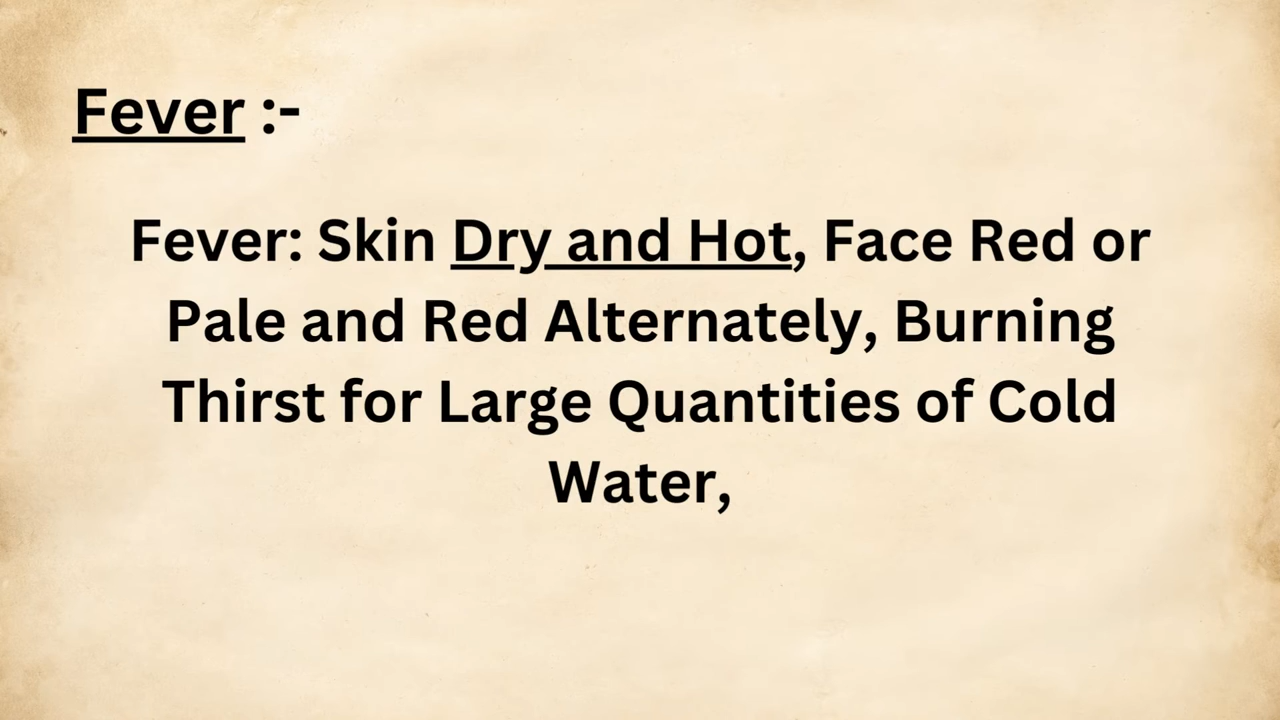 Fever :-
Fever: Skin Dry and Hot, Face Red or
Pale and Red Alternately, Burning
Thirst for Large Quantities of Cold
Water,